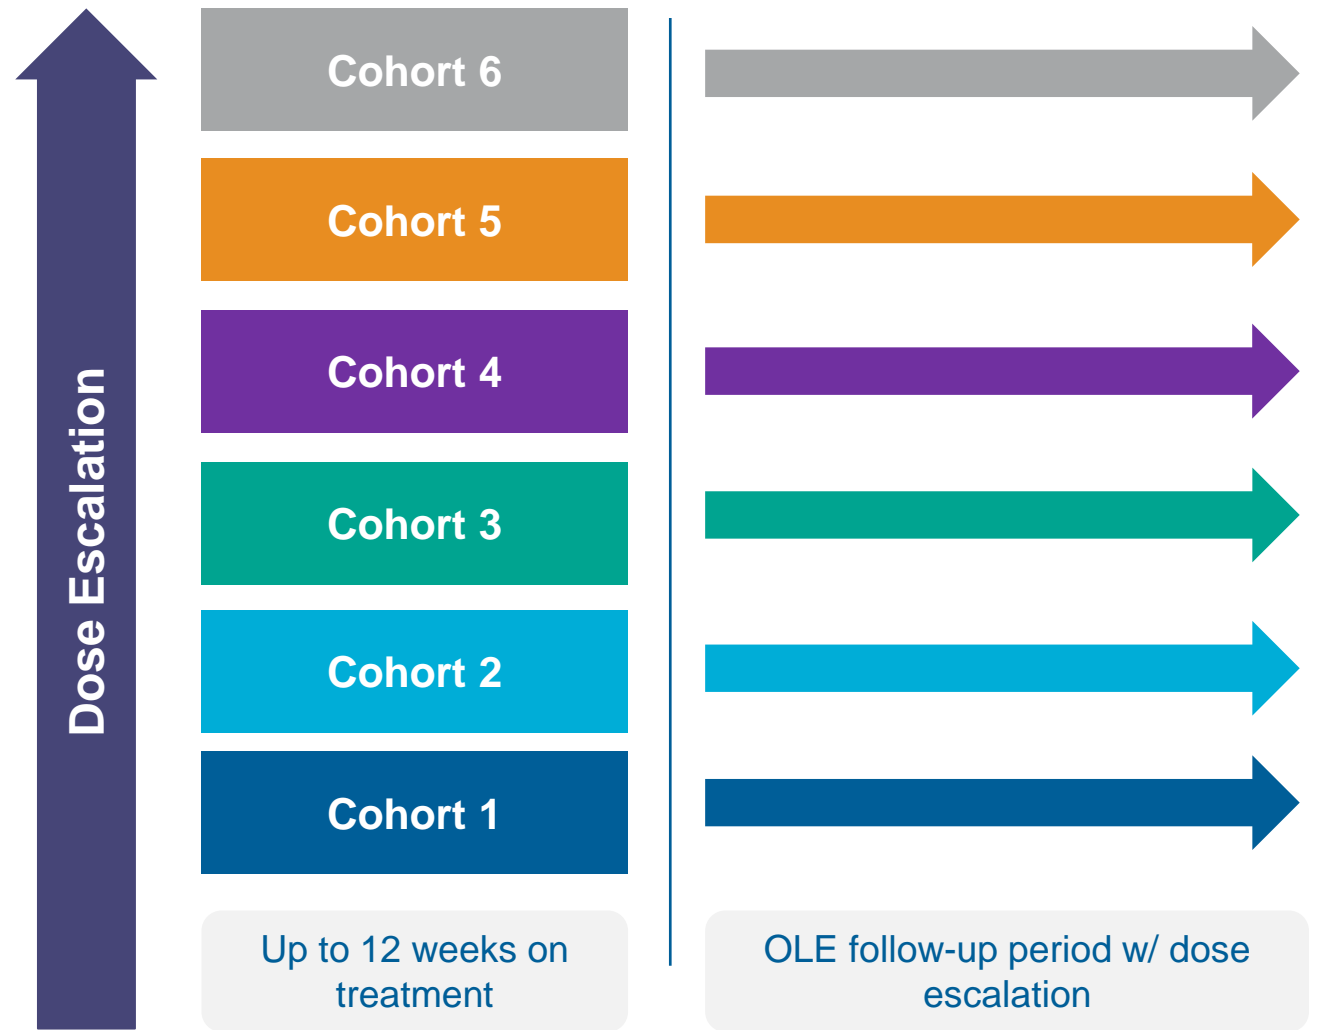 Dose Escalation
Cohort 6
Cohort 5
Cohort 4
Cohort 3
Cohort 2
Cohort 1
Up to 12 weeks on
treatment
OLE follow-up period w/ dose
escalation